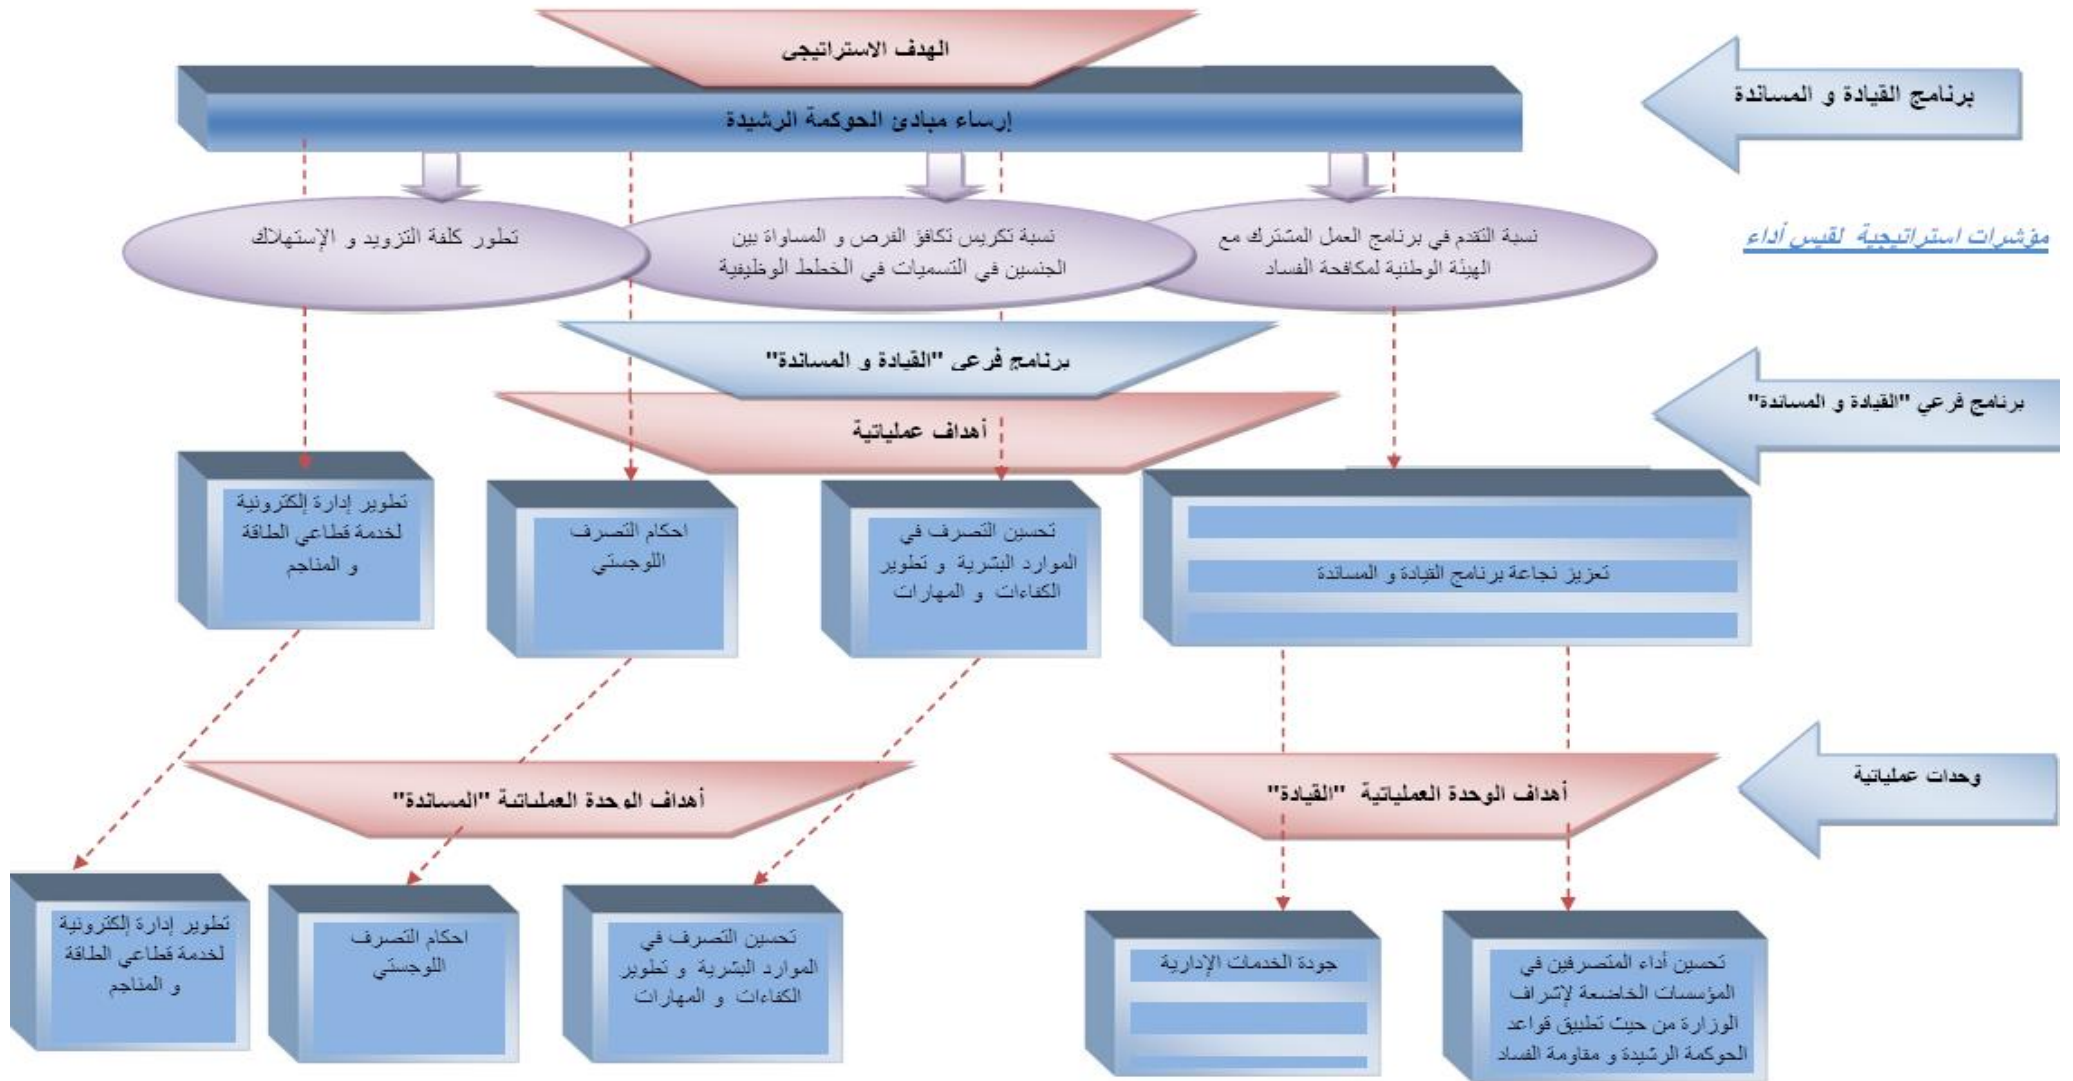 الهدف الاستراتيجي
برنامج القيادة و المساندة
إرساء مبادئ الحوكمة الرشيدة
مؤشرات استراتيجية لقيس أداء
نسبة التقدم في برنامج العمل المشترك مع
الهيئة الوطنية لمكافحة الفساد
نسبة تكريس تكافؤ الفرص و المساواة بين
الجنسين في التسميات في الخطط الوظيفية
تطور كلفة التزويد و الإستهلاك
برنامج فرعي "القيادة و المساندة"
برنامج فرعي "القيادة و المساندة"
أهداف عملياتية
تعزيز نجاعة برنامج القيادة و المساندة
تحسين التصرف في
الموارد البشرية و تطوير
الكفاءات و المهارات
احكام التصرف
اللوجستي
تطوير إدارة إلكترونية
لخدمة قطاعي الطاقة
و المناجم
وحدات عملياتية
أهداف الوحدة العملياتية "القيادة"
أهداف الوحدة العملياتية "المساندة"
تحسين أداء المتصرفين في
المؤسسات الخاضعة لإشراف
الوزارة من حيث تطبيق قواعد
الحوكمة الرشيدة و مقاومة الفساد
جودة الخدمات الإدارية
تحسين التصرف في
الموارد البشرية و تطوير
الكفاءات و المهارات
احكام التصرف
اللوجستي
تطوير إدارة إلكترونية
لخدمة قطاعي الطاقة
و المناجم